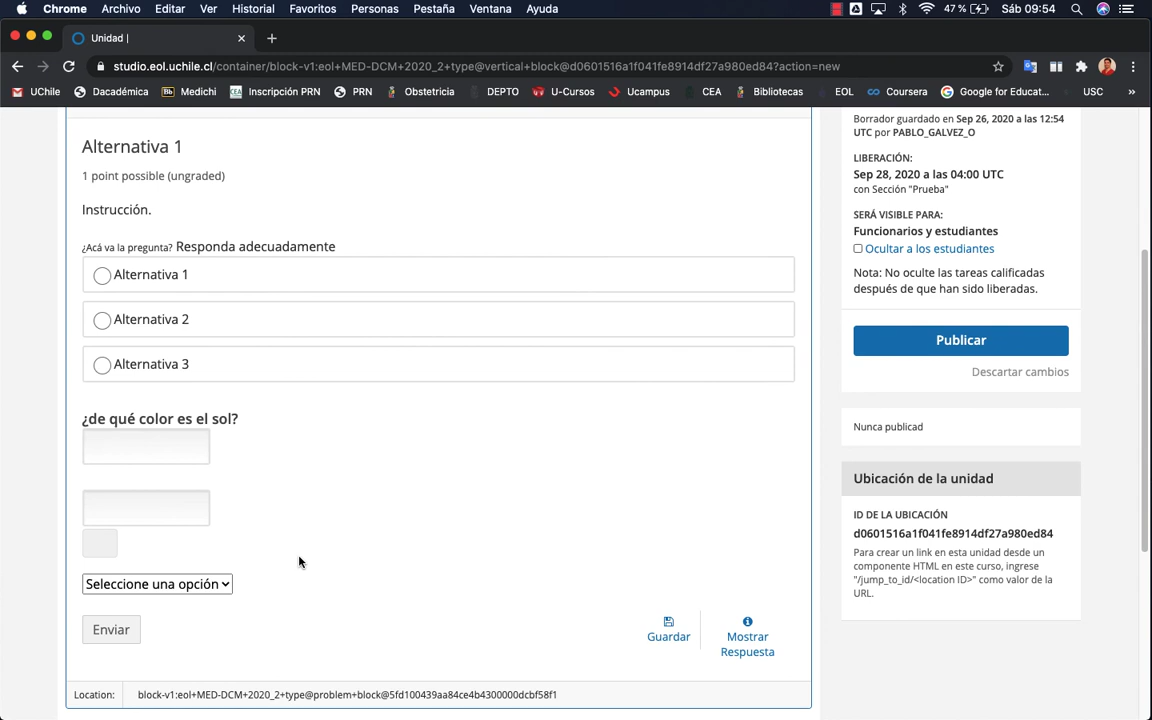 Chrome Archivo Editar Ver Historial Favoritos Personas Pestaña Ventana Ayuda 47 % Sáb 09:54
Unidad |
studio.eol.uchile.cl/container/block-v1:eol+MED-DCM+2020_2+type@vertical+block@d0601516a1f041fe8914df27a980ed84?action=new
UChile Dacadémica Medichi Inscripción PRN PRN Obstetricia DEPTO U-Cursos Ucampus CEA Bibliotecas EOL Coursera Google for Educat... USC »
Alternativa 1
1 point possible (ungraded)
Instrucción.
¿Acá va la pregunta? Responda adecuadamente
Alternativa 1
Alternativa 2
Alternativa 3
¿de qué color es el sol?
Seleccione una opción
Enviar
Guardar
Mostrar
Respuesta
Location: block-v1:eol+MED-DCM+2020_2+type@problem+block@5fd100439aa84ce4b4300000dcbf58f1
Borrador guardado en Sep 26, 2020 a las 12:54
UTC por PABLO_GALVEZ_O
LIBERACIÓN:
Sep 28, 2020 a las 04:00 UTC
con Sección "Prueba"
SERÁ VISIBLE PARA:
Funcionarios y estudiantes
Ocultar a los estudiantes
Nota: No oculte las tareas calificadas
después de que han sido liberadas.
Publicar
Descartar cambios
Nunca publicad
Ubicación de la unidad
ID DE LA UBICACIÓN
d0601516a1f041fe8914df27a980ed84
Para crear un link en esta unidad desde un
componente HTML en este curso, ingrese
"/jump_to_id/<location ID>" como valor de la
URL.